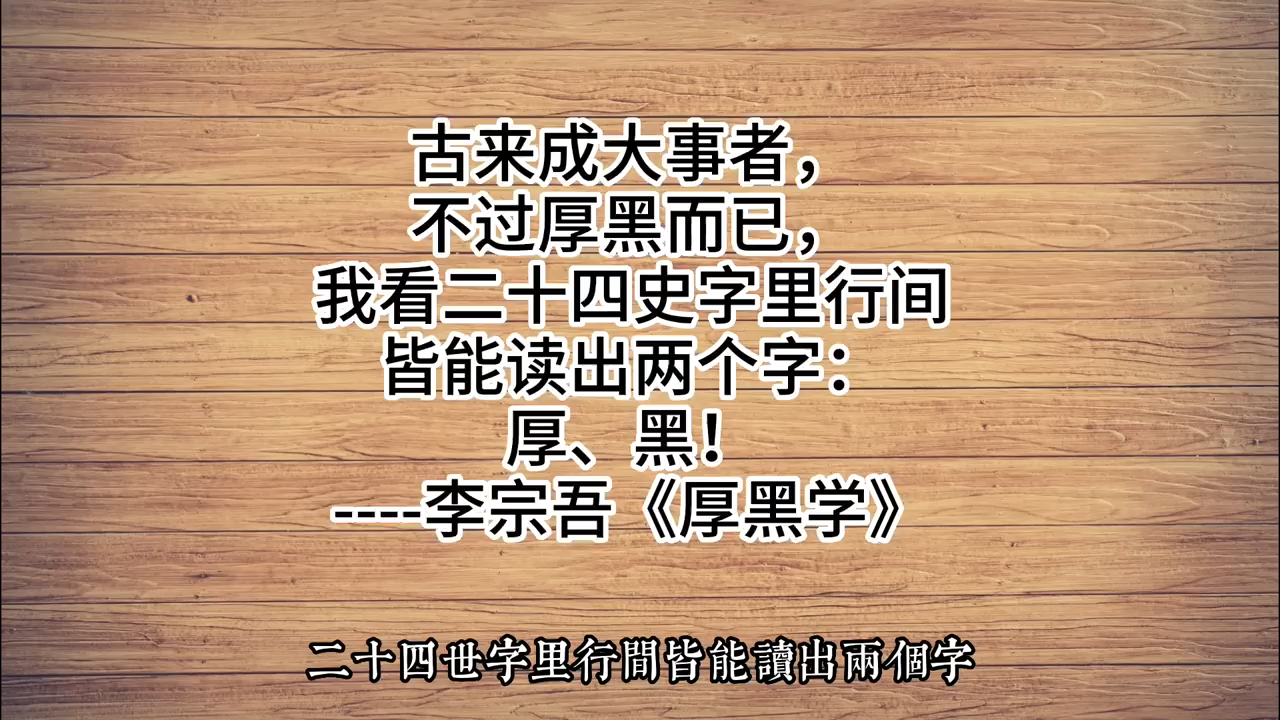 古来成大事者，
不过厚黑而已，
我看二十四史字里行间
皆能读出两个字：
厚、黑！
----李宗吾《厚黑学》
二十四世字里行間皆能讀出兩個字